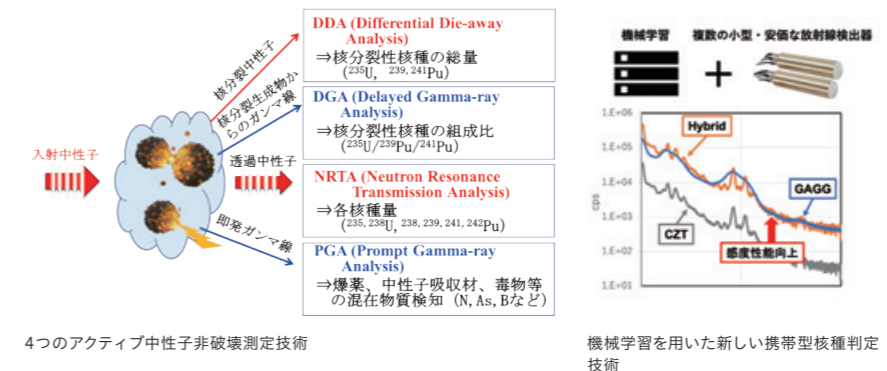 入射中性子
核分裂中性子
核分裂生成物か
らのガンマ線
透過中性子
即発ガンマ線
DDA (Differential Die-away
Analysis)
⇒核分裂性核種の総量
(²³⁵U, ²³⁹,²⁴¹Pu)
DGA (Delayed Gamma-ray
Analysis)
⇒核分裂性核種の組成比
(²³⁵U/²³⁹Pu/²⁴¹Pu)
NRTA (Neutron Resonance
Transmission Analysis)
⇒各核種量
(²³⁵,²³⁸U, ²³⁸,²³⁹,²⁴¹,²⁴²Pu)
PGA (Prompt Gamma-ray
Analysis)
⇒爆薬、中性子吸収材、毒物等
の混在物質検知（N,As,Bなど）
4つのアクティブ中性子非破壊測定技術
機械学習
複数の小型・安価な放射線検出器
+
1.E+06
1.E+05
1.E+04
1.E+03
1.E+02
1.E+01
cps
Hybrid
GAGG
CZT
感度性能向上
機械学習を用いた新しい携帯型核種判定
技術